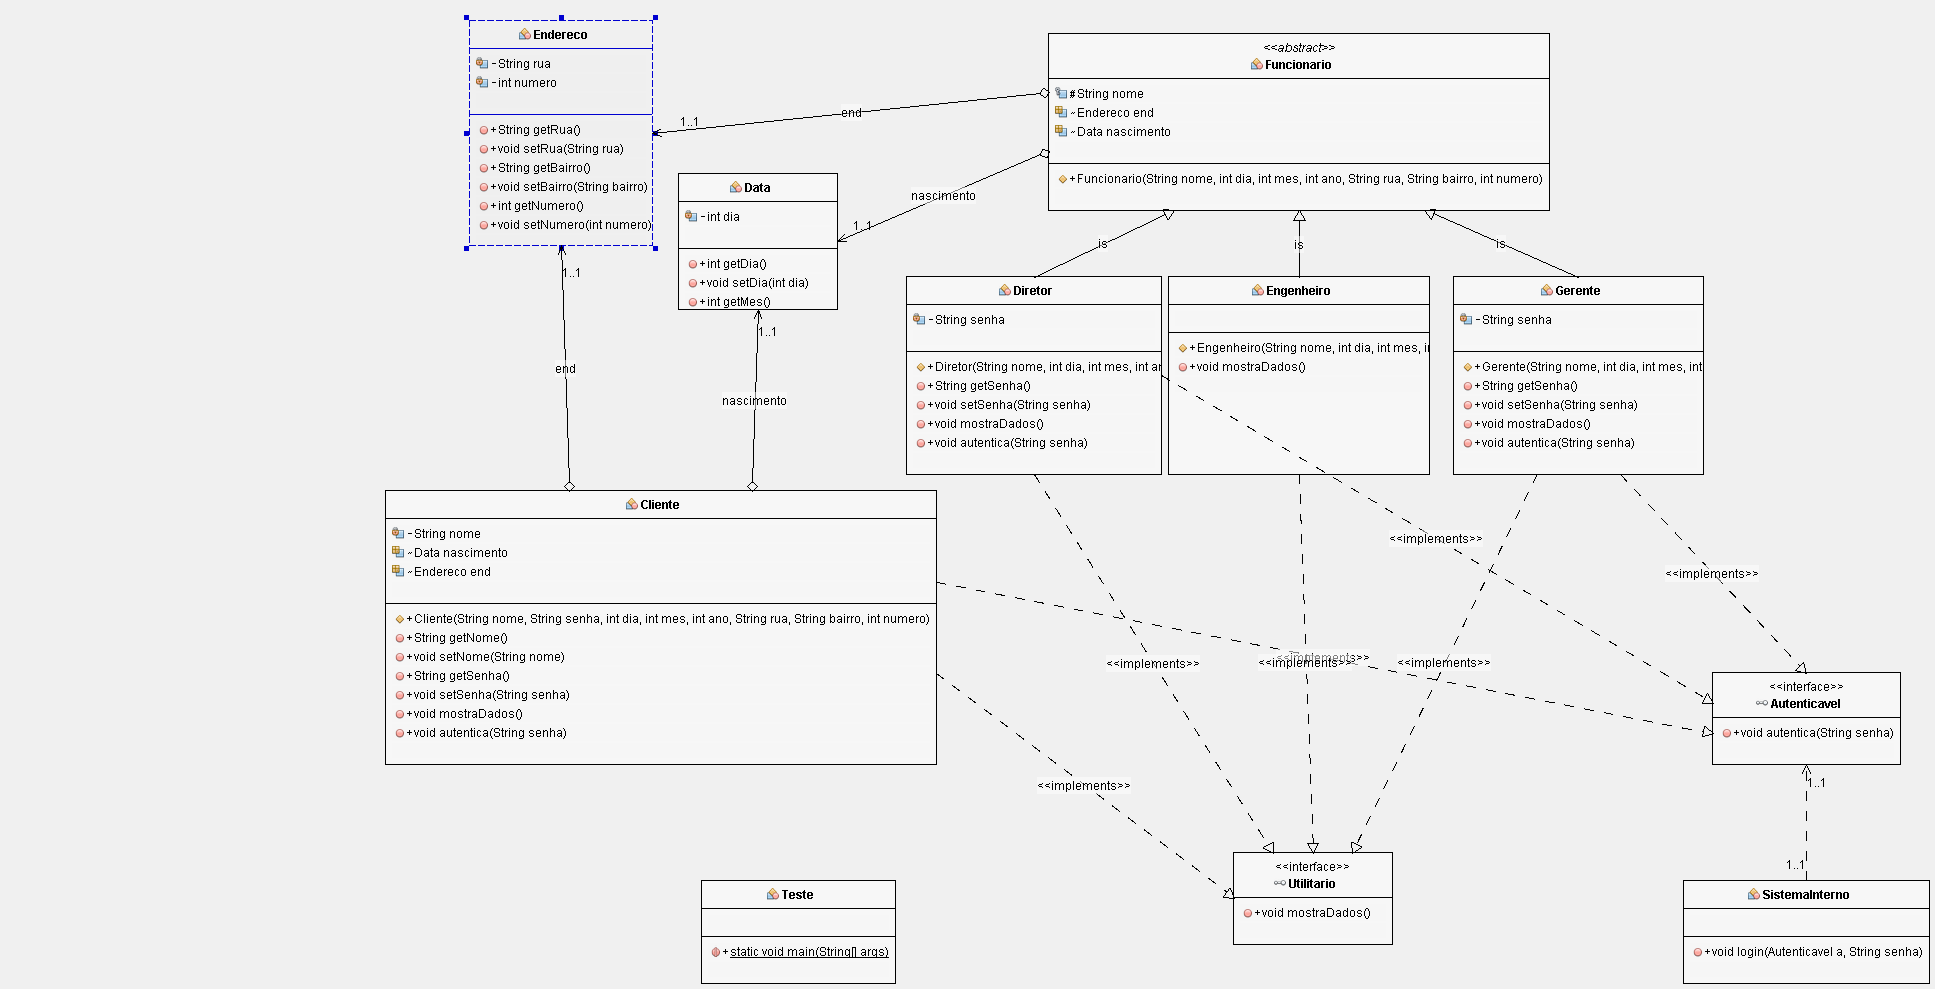 Endereco
-String rua
-int numero
+String getRua()
+void setRua(String rua)
+String getBairro()
+void setBairro(String bairro)
+int getNumero()
+void setNumero(int numero)
<<abstract>>
Funcionario
#String nome
~Endereco end
~Data nascimento
+Funcionario(String nome, int dia, int mes, int ano, String rua, String bairro, int numero)
1..1
end
Data
-int dia
+int getDia()
+void setDia(int dia)
+int getMes()
nascimento
1..1
is
is
is
Diretor
-String senha
+Diretor(String nome, int dia, int mes, int an
+String getSenha()
+void setSenha(String senha)
+void mostraDados()
+void autentica(String senha)
Engenheiro
+Engenheiro(String nome, int dia, int mes, i
+void mostraDados()
Gerente
-String senha
+Gerente(String nome, int dia, int mes, int
+String getSenha()
+void setSenha(String senha)
+void mostraDados()
+void autentica(String senha)
1..1
end
1..1
nascimento
Cliente
-String nome
~Data nascimento
~Endereco end
+Cliente(String nome, String senha, int dia, int mes, int ano, String rua, String bairro, int numero)
+String getNome()
+void setNome(String nome)
+String getSenha()
+void setSenha(String senha)
+void mostraDados()
+void autentica(String senha)
<<implements>>
<<implements>>
<<implements>>
<<implements>>
<<implements>>
<<implements>>
<<implements>>
<<interface>>
Autenticavel
+void autentica(String senha)
1..1
1..1
<<interface>>
Utilitario
+void mostraDados()
Teste
+static void main(String[] args)
SistemaInterno
+void login(Autenticavel a, String senha)